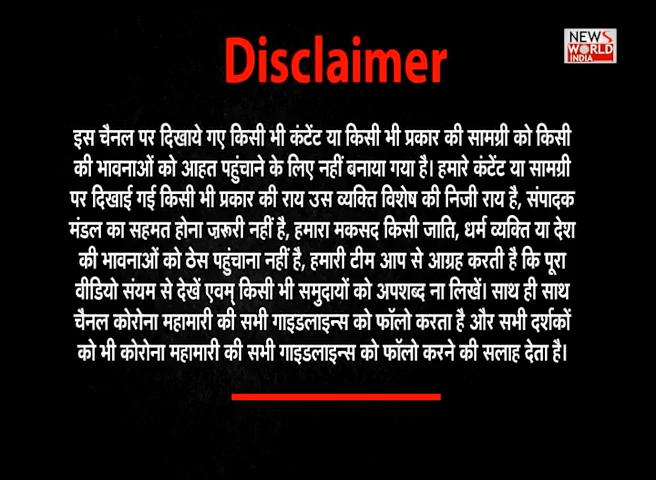 Disclaimer
NEWS
WORLD
INDIA
इस चैनल पर दिखाये गए किसी भी कंटेंट या किसी भी प्रकार की सामग्री को किसी
की भावनाओं को आहत पहुंचाने के लिए नहीं बनाया गया है। हमारे कंटेंट या सामग्री
पर दिखाई गई किसी भी प्रकार की राय उस व्यक्ति विशेष की निजी राय है, संपादक
मंडल का सहमत होना ज़रूरी नहीं है, हमारा मकसद किसी जाति, धर्म व्यक्ति या देश
की भावनाओं को ठेस पहुंचाना नहीं है, हमारी टीम आप से आग्रह करती है कि पूरा
वीडियो संयम से देखें एवम् किसी भी समुदायों को अपशब्द ना लिखें। साथ ही साथ
चैनल कोरोना महामारी की सभी गाइडलाइन्स को फॉलो करता है और सभी दर्शकों
को भी कोरोना महामारी की सभी गाइडलाइन्स को फॉलो करने की सलाह देता है।